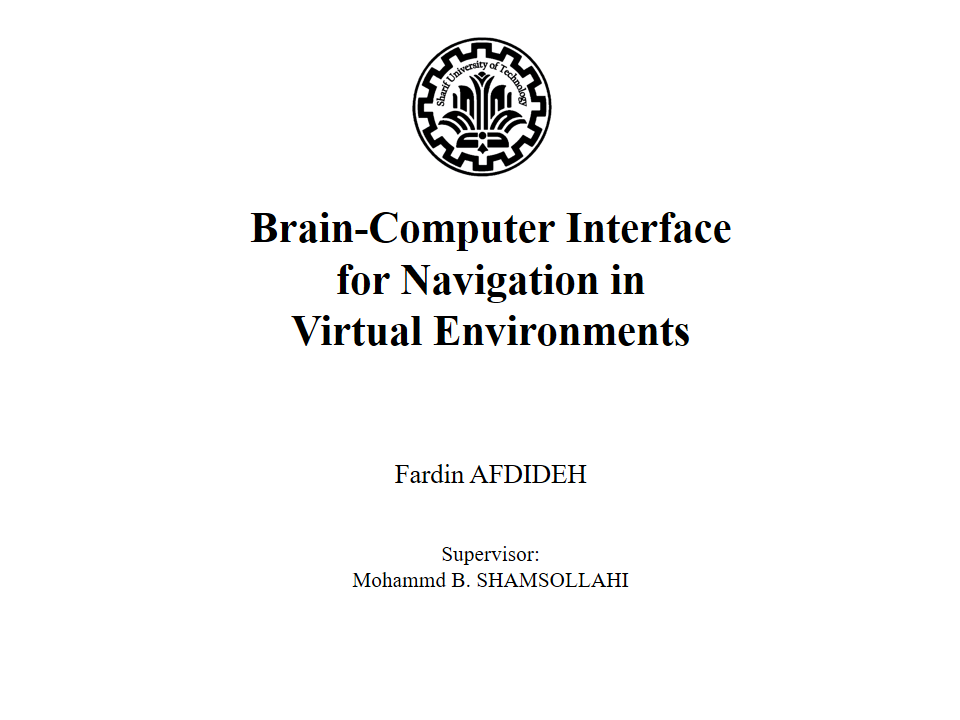 Sharif University of Technology
Brain-Computer Interface
for Navigation in
Virtual Environments
Fardin AFDIDEH
Supervisor:
Mohammd B. SHAMSOLLAHI